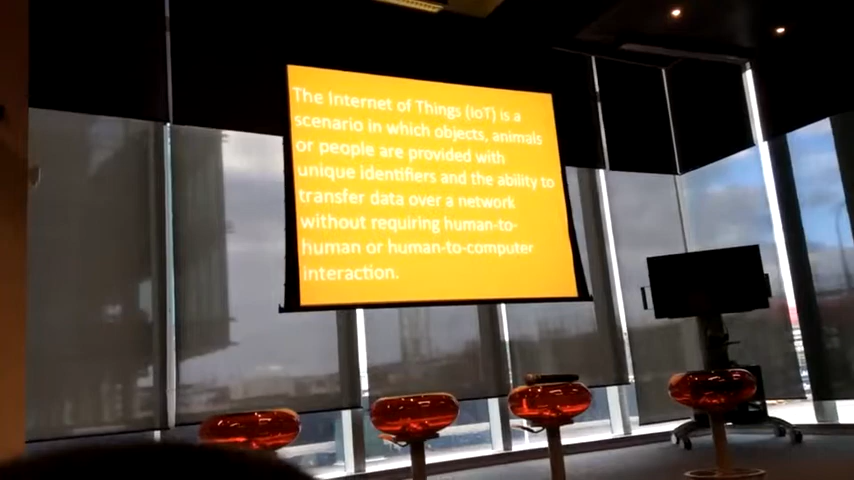 The Internet of Things (IoT) is a
scenario in which objects, animals
or people are provided with
unique identifiers and the ability to
transfer data over a network
without requiring human-to-
human or human-to-computer
interaction.